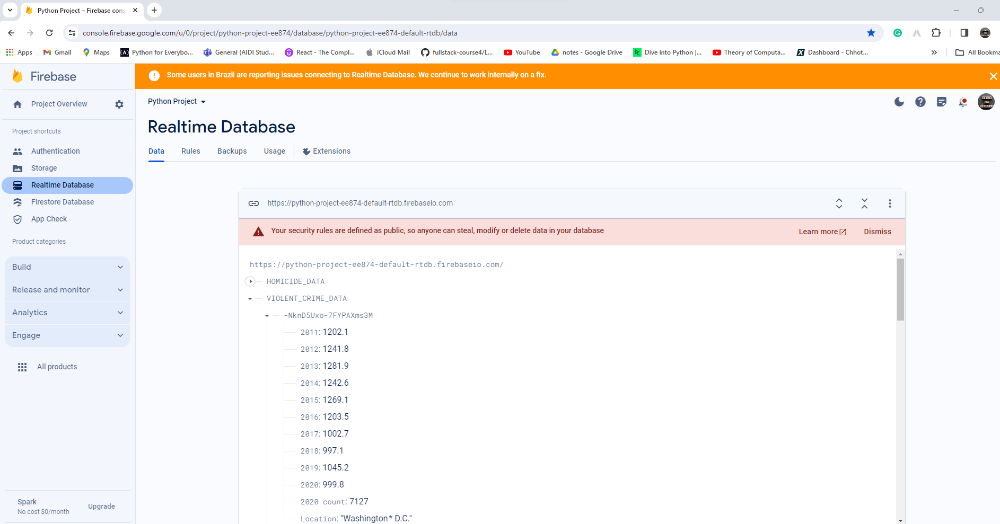 Python Project – Firebase cons
console.firebase.google.com/u/0/project/python-project-ee874/database/python-project-ee874-default-rtdb/data
Apps Gmail Maps Python for Everybo... General (AIDI Stud... React - The Compl... iCloud Mail fullstack-course4/L... YouTube notes - Google Drive Dive into Python |... Theory of Computa... Dashboard - Chhot... All Bookma
Firebase
Some users in Brazil are reporting issues connecting to Realtime Database. We continue to work internally on a fix.
Project Overview
Python Project
Realtime Database
Project shortcuts
Authentication
Storage
Realtime Database
Firestore Database
App Check
Product categories
Build
Release and monitor
Analytics
Engage
All products
Spark
No cost $0/month
Upgrade
Data Rules Backups Usage Extensions
https://python-project-ee874-default-rtdb.firebaseio.com
Your security rules are defined as public, so anyone can steal, modify or delete data in your database
Learn more
Dismiss
https://python-project-ee874-default-rtdb.firebaseio.com/
HOMICIDE_DATA
VIOLENT_CRIME_DATA
-NknD5Uxo-7FYPAXms3M
2011: 1202.1
2012: 1241.8
2013: 1281.9
2014: 1242.6
2015: 1269.1
2016: 1203.5
2017: 1002.7
2018: 997.1
2019: 1045.2
2020: 999.8
2020 count: 7127
Location: "Washington* D.C."